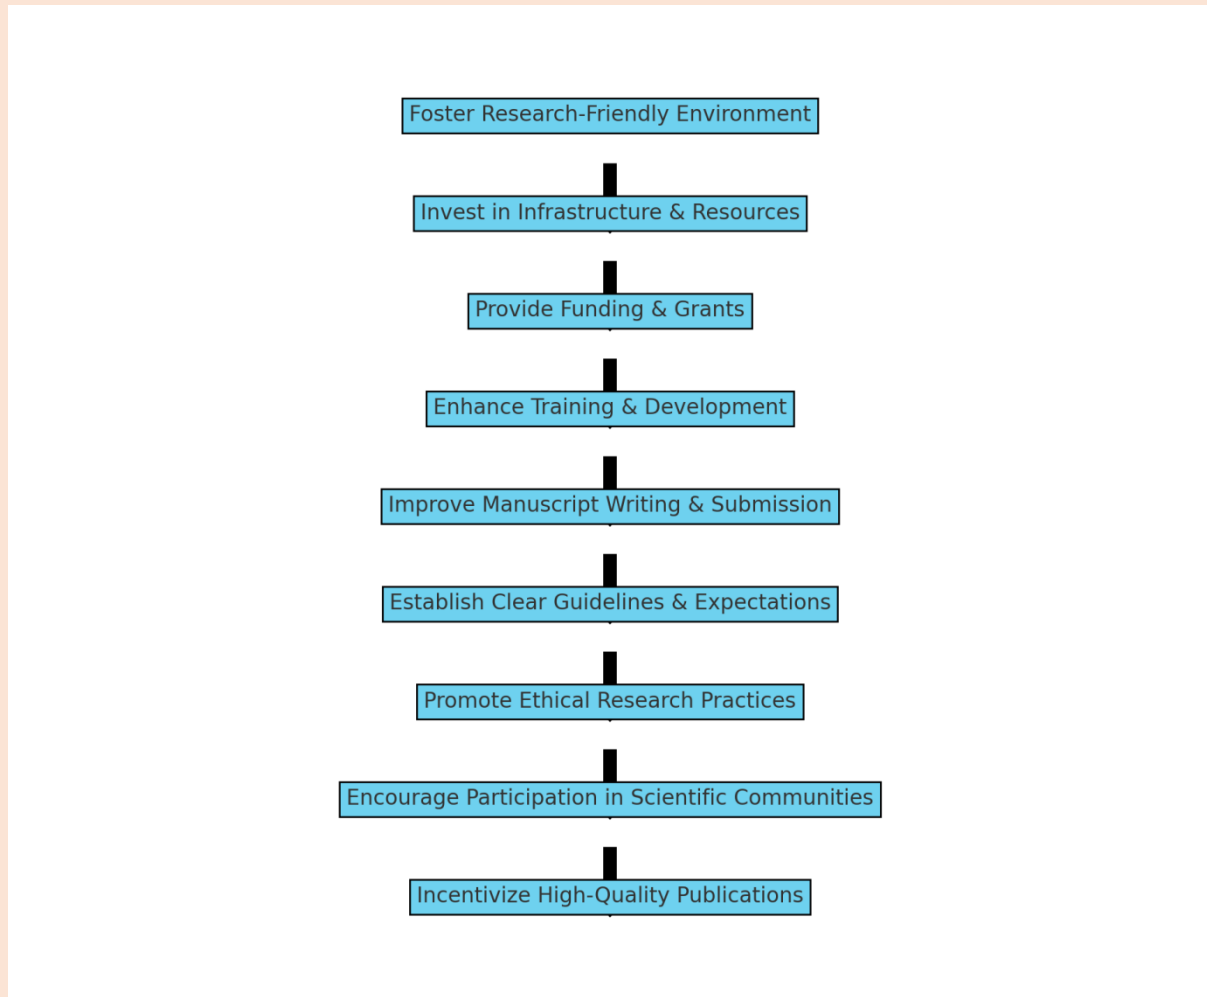 Foster Research-Friendly Environment
Invest in Infrastructure & Resources
Provide Funding & Grants
Enhance Training & Development
Improve Manuscript Writing & Submission
Establish Clear Guidelines & Expectations
Promote Ethical Research Practices
Encourage Participation in Scientific Communities
Incentivize High-Quality Publications